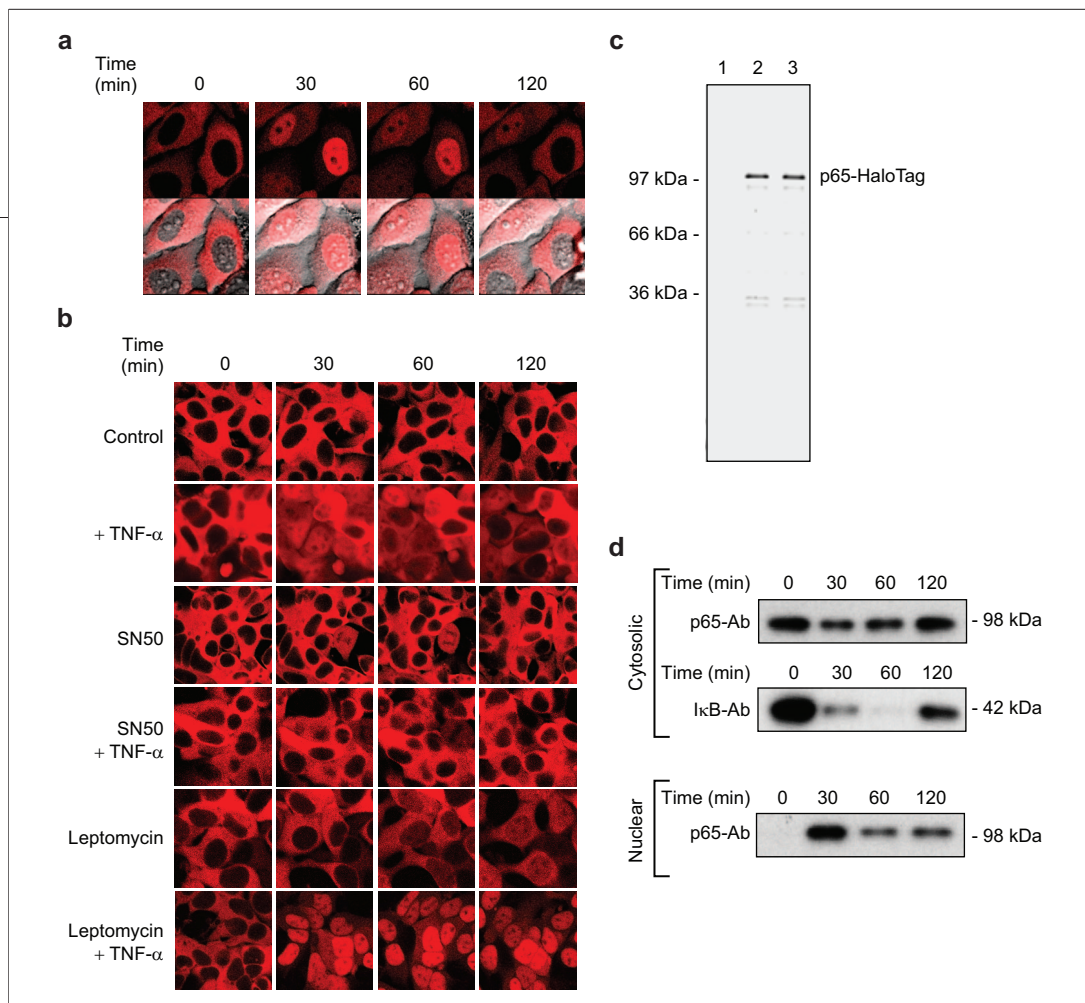 a
Time
(min)
0 30 60 120
b
Time
(min)
0 30 60 120
Control
+ TNF-α
SN50
SN50
+ TNF-α
Leptomycin
Leptomycin
+ TNF-α
c
1 2 3
97 kDa -
p65-HaloTag
66 kDa -
36 kDa -
d
Cytosolic
Time (min) 0 30 60 120
p65-Ab - 98 kDa
Time (min) 0 30 60 120
IκB-Ab - 42 kDa
Nuclear
Time (min) 0 30 60 120
p65-Ab - 98 kDa